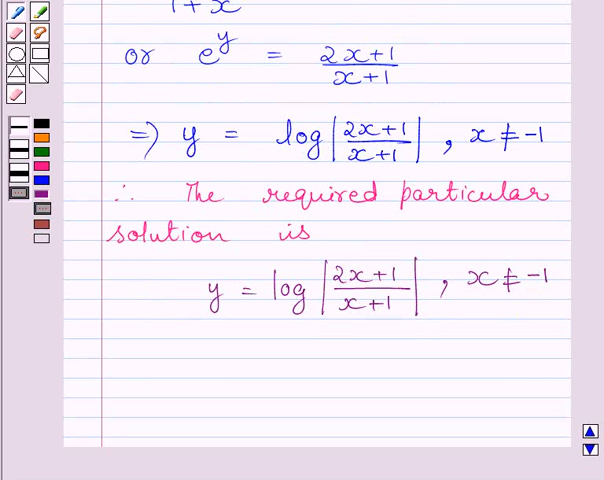 1+x
or e^y = (2x+1)/(x+1)
⇒ y = log|(2x+1)/(x+1)| , x ≠ -1
∴ The required particular
solution is
y = log|(2x+1)/(x+1)| , x ≠ -1